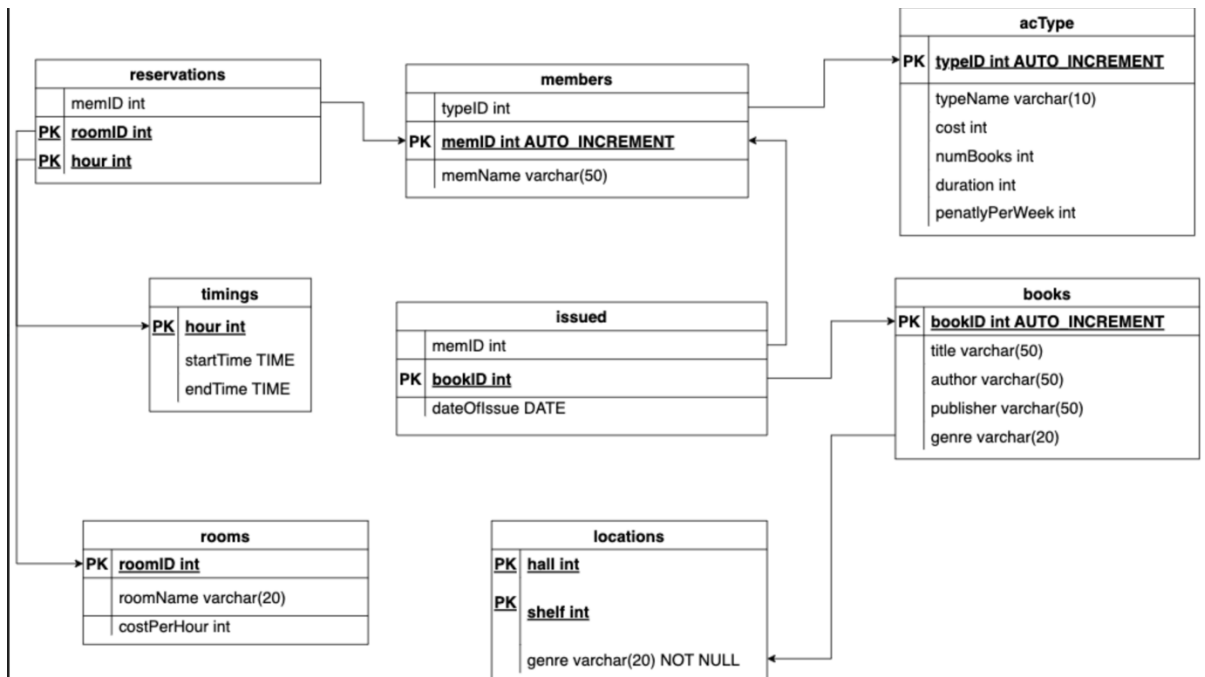 reservations
memID int
PK roomID int
PK hour int
members
typeID int
PK memID int AUTO_INCREMENT
memName varchar(50)
acType
PK typeID int AUTO_INCREMENT
typeName varchar(10)
cost int
numBooks int
duration int
penatlyPerWeek int
timings
PK hour int
startTime TIME
endTime TIME
issued
memID int
PK bookID int
dateOfIssue DATE
books
PK bookID int AUTO_INCREMENT
title varchar(50)
author varchar(50)
publisher varchar(50)
genre varchar(20)
rooms
PK roomID int
roomName varchar(20)
costPerHour int
locations
PK hall int
PK shelf int
genre varchar(20) NOT NULL